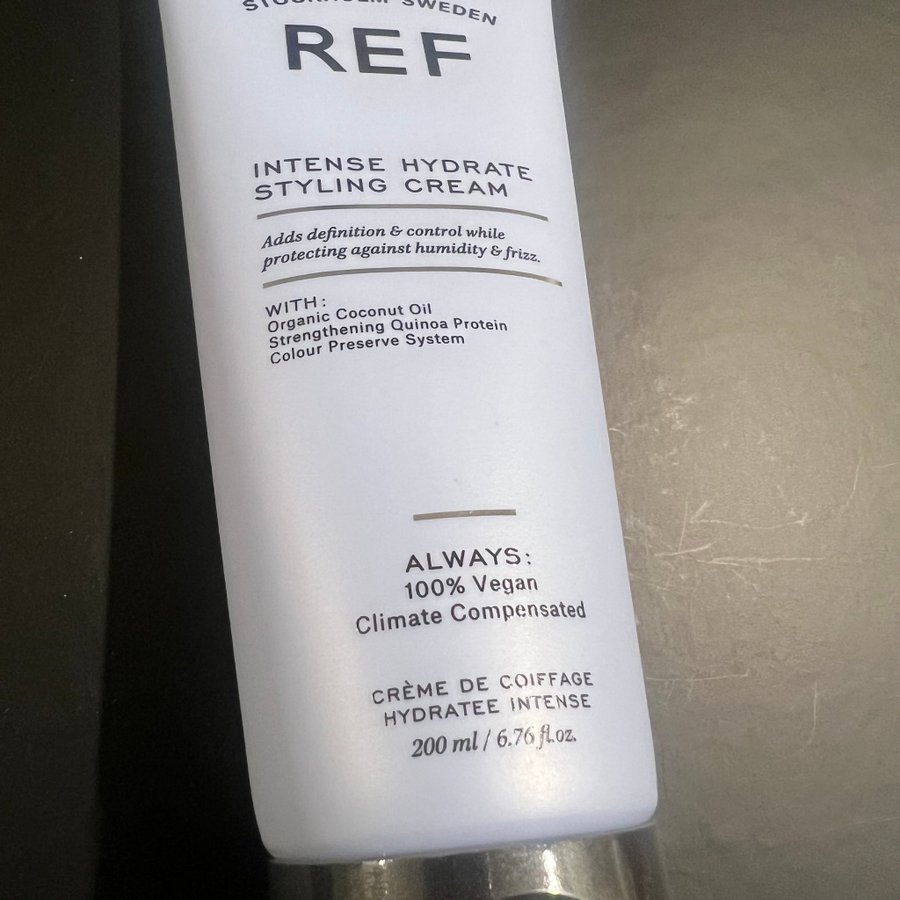 STOCKHOLM SWEDEN
REF
INTENSE HYDRATE
STYLING CREAM
Adds definition & control while
protecting against humidity & frizz.
WITH:
Organic Coconut Oil
Strengthening Quinoa Protein
Colour Preserve System
ALWAYS:
100% Vegan
Climate Compensated
CRÈME DE COIFFAGE
HYDRATEE INTENSE
200 ml / 6.76 fl.oz.